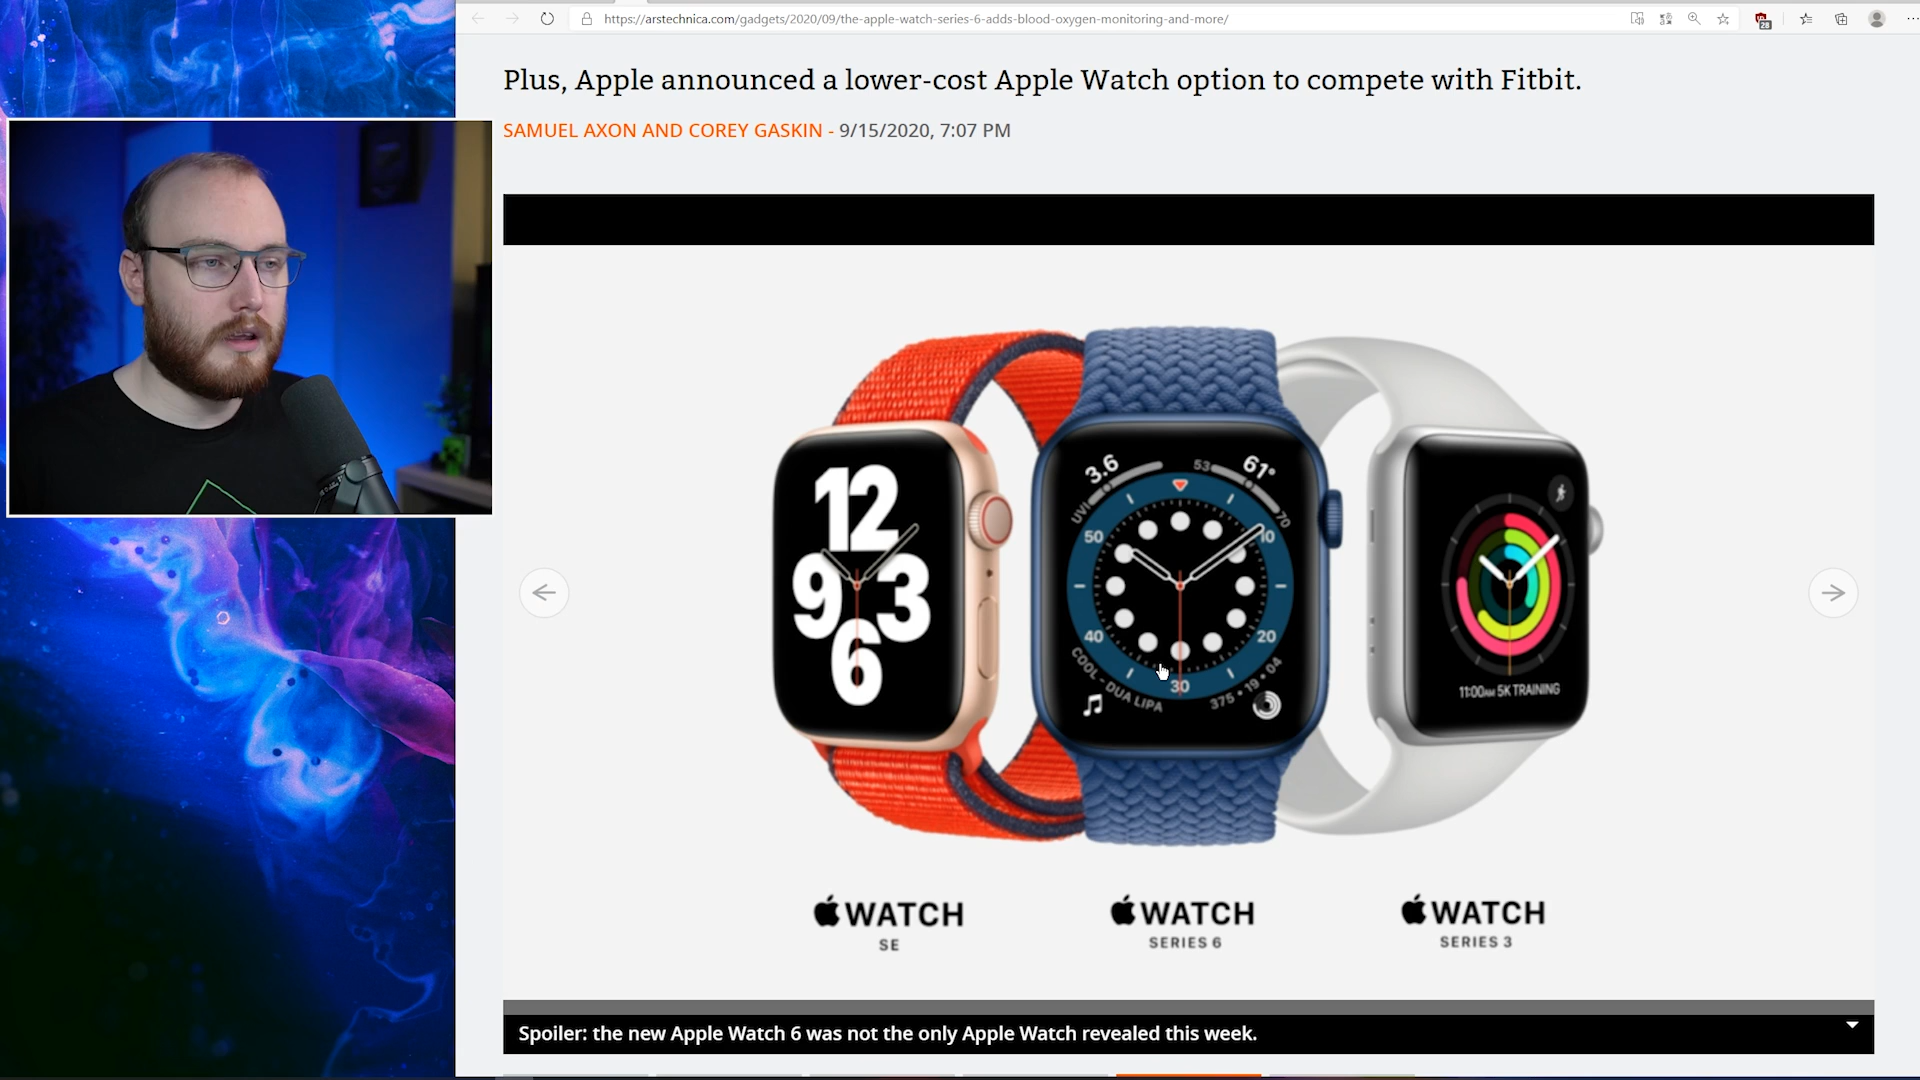 https://arstechnica.com/gadgets/2020/09/the-apple-watch-series-6-adds-blood-oxygen-monitoring-and-more/
28
Plus, Apple announced a lower-cost Apple Watch option to compete with Fitbit.
SAMUEL AXON AND COREY GASKIN - 9/15/2020, 7:07 PM
12
9 3
6
3.6 53 61°
UVI 70
50 10
40 20
30
COOL - DUA LIPA 375 • 19 • 04
11:00AM 5K TRAINING
WATCH
SE
WATCH
SERIES 6
WATCH
SERIES 3
Spoiler: the new Apple Watch 6 was not the only Apple Watch revealed this week.